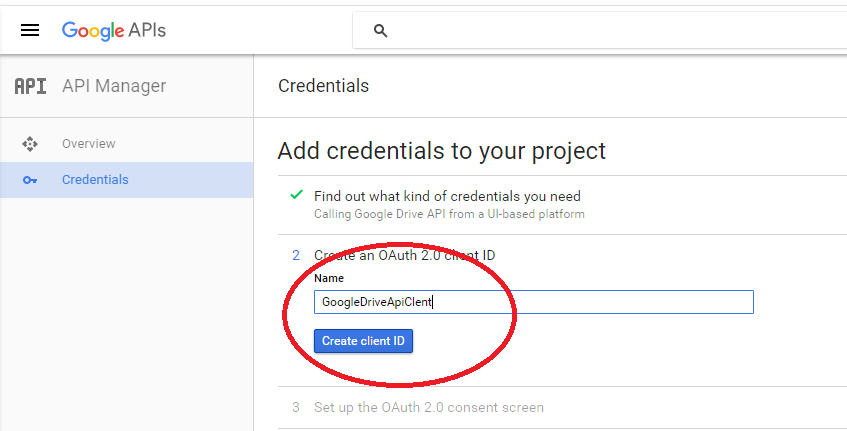 Google APIs
API API Manager
Credentials
Overview
Credentials
Add credentials to your project
Find out what kind of credentials you need
Calling Google Drive API from a UI-based platform
2 Create an OAuth 2.0 client ID
Name
GoogleDriveApiClent
Create client ID
3 Set up the OAuth 2.0 consent screen